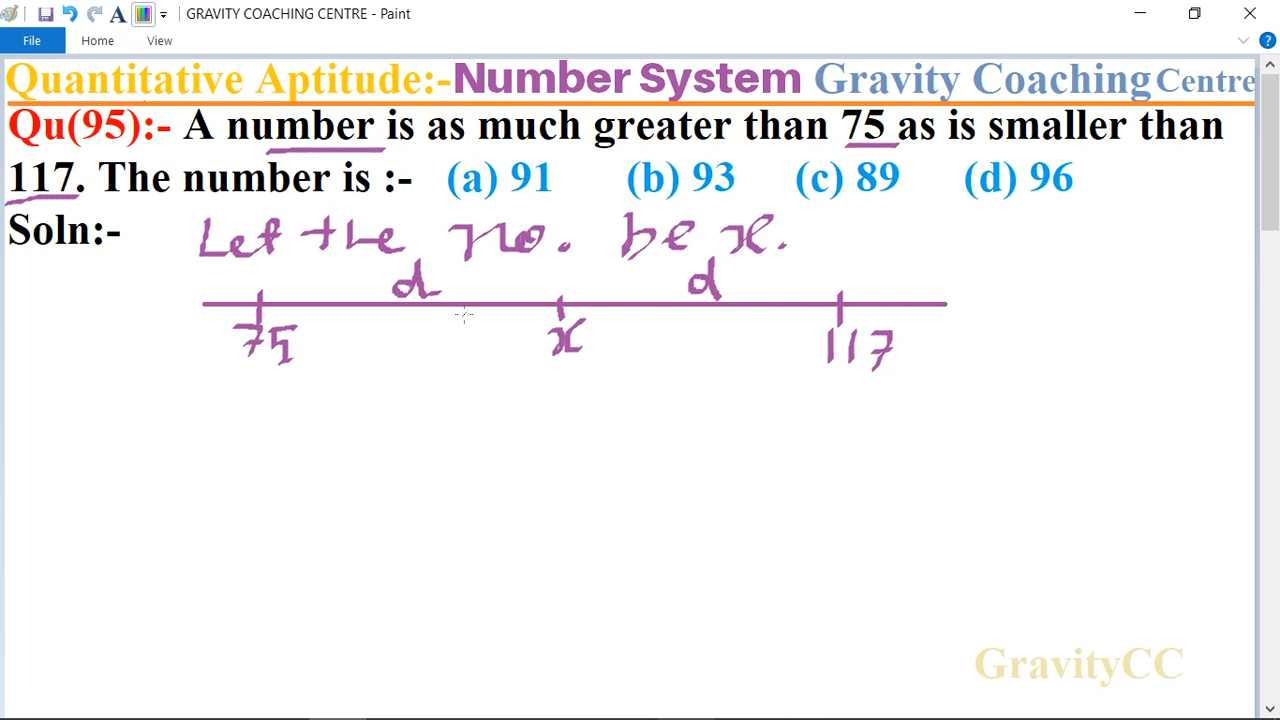 GRAVITY COACHING CENTRE - Paint
File Home View
Quantitative Aptitude:-Number System Gravity Coaching Centre
Qu(95):- A number is as much greater than 75 as is smaller than
117. The number is :- (a) 91 (b) 93 (c) 89 (d) 96
Soln:- Let the no. be x.
d d
75 x 117
GravityCC